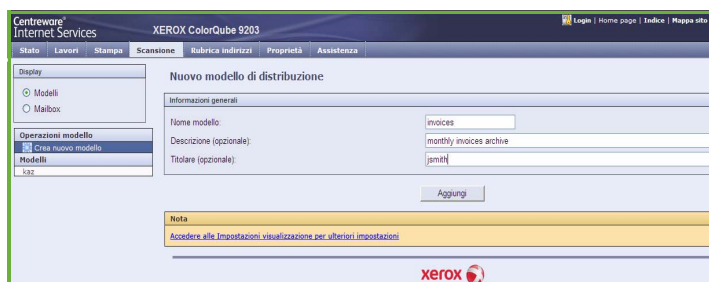 Centreware®
Internet Services
XEROX ColorQube 9203
Login | Home page | Indice | Mappa sito
Stato Lavori Stampa Scansione Rubrica indirizzi Proprietà Assistenza
Display
Modelli
Mailbox
Operazioni modello
Crea nuovo modello
Modelli
kaz
Nuovo modello di distribuzione
Informazioni generali
Nome modello: invoices
Descrizione (opzionale): monthly invoices archive
Titolare (opzionale): jsmith
Aggiungi
Nota
Accedere alle Impostazioni visualizzazione per ulteriori impostazioni
xerox